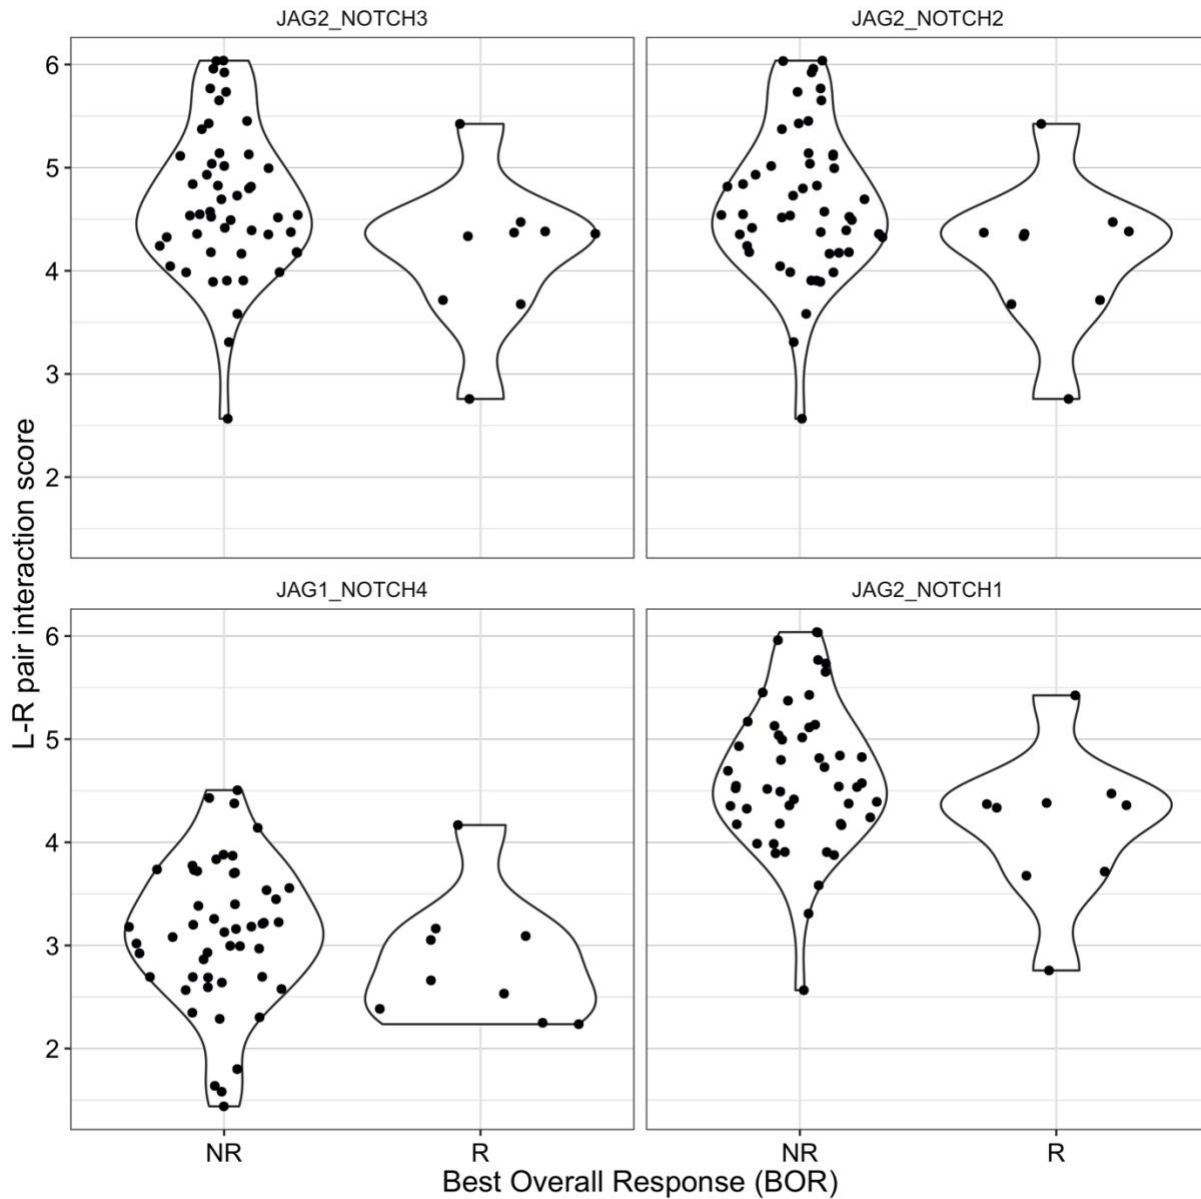 JAG2_NOTCH3
JAG2_NOTCH2
6
5
4
3
2
L-R pair interaction score
JAG1_NOTCH4
JAG2_NOTCH1
6
5
4
3
2
NR
R
NR
R
Best Overall Response (BOR)